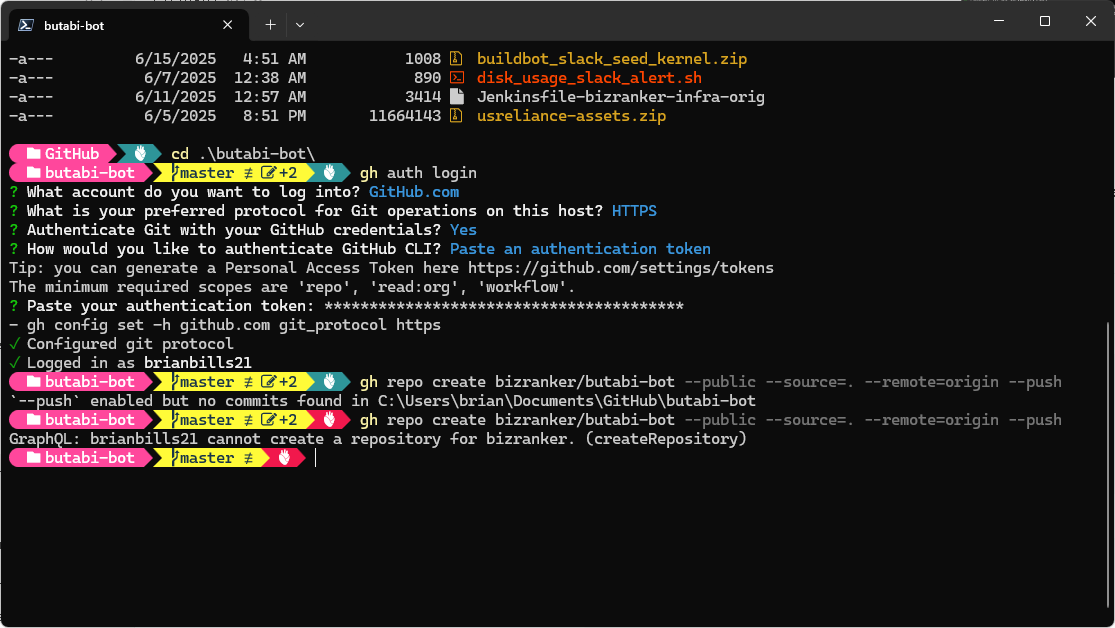 butabi-bot
-a--- 6/15/2025 4:51 AM 1008 buildbot_slack_seed_kernel.zip
-a--- 6/7/2025 12:38 AM 890 disk_usage_slack_alert.sh
-a--- 6/11/2025 12:57 AM 3414 Jenkinsfile-bizranker-infra-orig
-a--- 6/5/2025 8:51 PM 11664143 usreliance-assets.zip
GitHub cd .\butabi-bot\
butabi-bot master ≢ +2 gh auth login
? What account do you want to log into? GitHub.com
? What is your preferred protocol for Git operations on this host? HTTPS
? Authenticate Git with your GitHub credentials? Yes
? How would you like to authenticate GitHub CLI? Paste an authentication token
Tip: you can generate a Personal Access Token here https://github.com/settings/tokens
The minimum required scopes are 'repo', 'read:org', 'workflow'.
? Paste your authentication token: ****************************************
- gh config set -h github.com git_protocol https
✓ Configured git protocol
✓ Logged in as brianbills21
butabi-bot master ≢ +2 gh repo create bizranker/butabi-bot --public --source=. --remote=origin --push
`--push` enabled but no commits found in C:\Users\brian\Documents\GitHub\butabi-bot
butabi-bot master ≢ +2 gh repo create bizranker/butabi-bot --public --source=. --remote=origin --push
GraphQL: brianbills21 cannot create a repository for bizranker. (createRepository)
butabi-bot master ≢